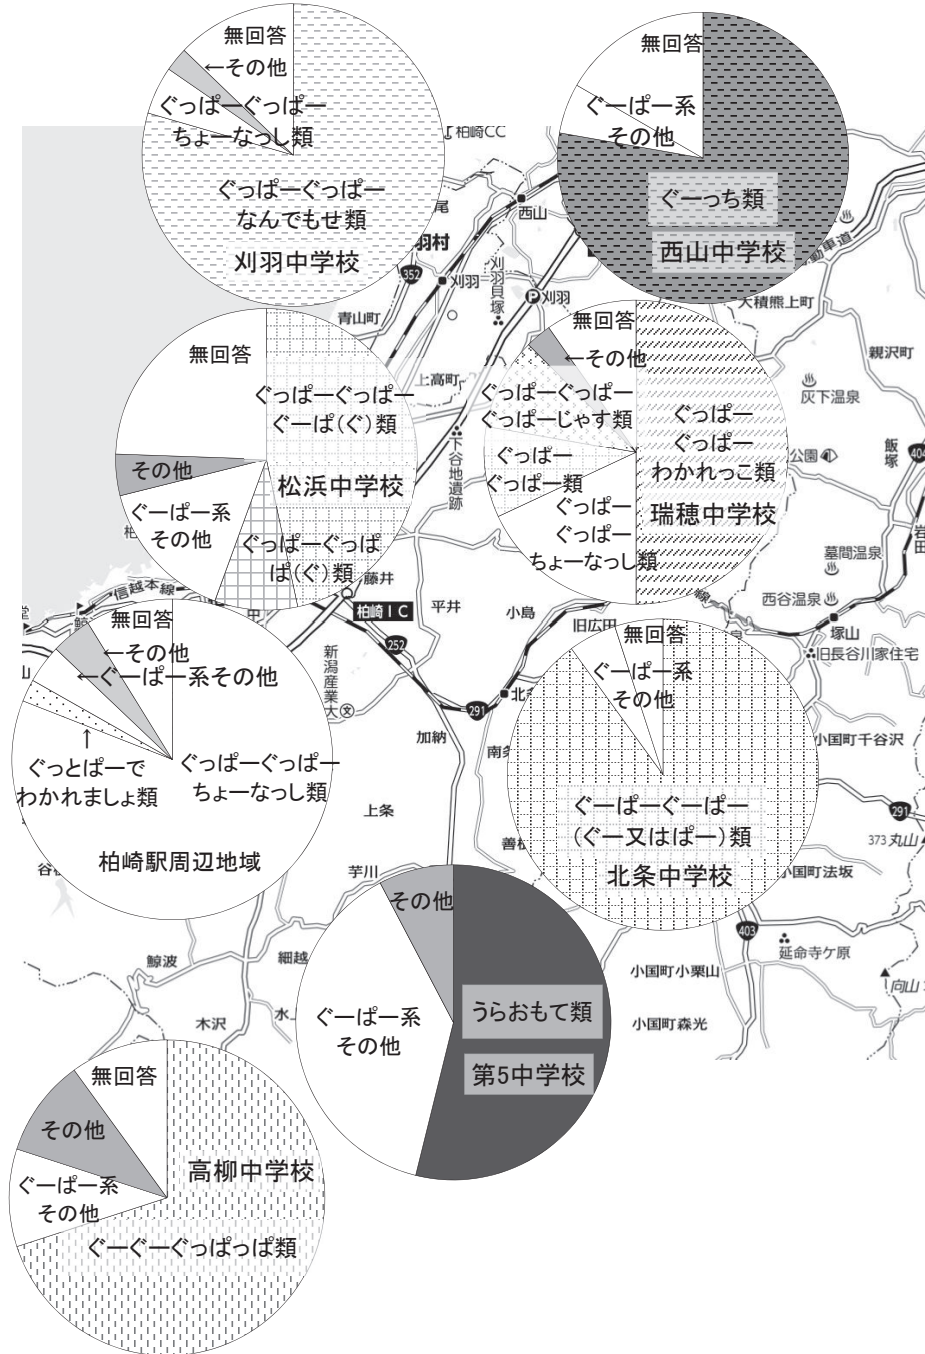 無回答
←その他
ぐっぱーぐっぱー
ちょーなっし類
ぐっぱーぐっぱー
なんでもせ類
刈羽中学校
無回答
ぐーぱー系
その他
ぐーっち類
西山中学校
柏崎CC
西山
羽村
352
刈羽
刈羽貝塚
刈羽
青山町
大積熊上町
親沢町
灰下温泉
飯塚
404
公園
上高町
下谷地遺跡
無回答
ぐっぱーぐっぱー
ぐーぱ(ぐ)類
松浜中学校
その他
ぐーぱー系
その他
ぐっぱーぐっぱ
ぱ(ぐ)類
無回答
←その他
ぐっぱーぐっぱー
ぐっぱーじゃす類
ぐっぱー
ぐっぱー類
ぐっぱー
ぐっぱー
ちょーなっし類
ぐっぱー
ぐっぱー
わかれっこ類
瑞穂中学校
岩田
墓間温泉
西谷温泉
塚山
旧長谷川家住宅
信越本線
藤井
柏崎IC
平井
小島
旧広田
252
新潟産業大
291
加納
上条
芋川
無回答
←その他
←ぐーぱー系その他
↑
ぐっとぱーで
わかれましょ類
ぐっぱーぐっぱー
ちょーなっし類
柏崎駅周辺地域
無回答
ぐーぱー系
その他
ぐーぱーぐーぱー
(ぐー又はぱー)類
北条中学校
小国町千谷沢
291
373 丸山
小国町法坂
403
延命寺ケ原
小国町小栗山
向山
小国町森光
鯨波
細越
木沢
その他
ぐーぱー系
その他
うらおもて類
第5中学校
無回答
その他
ぐーぱー系
その他
高柳中学校
ぐーぐーぐっぱっぱ類